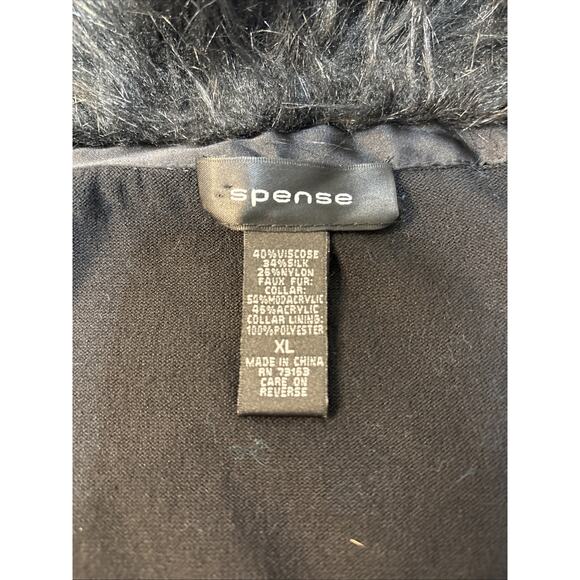 spense
40%VISCOSE
34%SILK
26%NYLON
FAUX FUR:
COLLAR:
54%MODACRYLIC
46%ACRYLIC
COLLAR LINING:
100%POLYESTER
XL
MADE IN CHINA
RN 73163
CARE ON
REVERSE